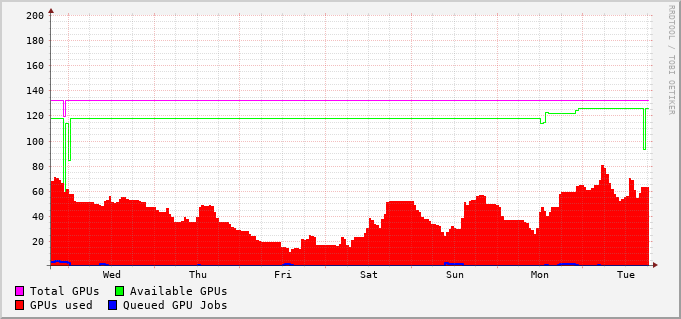 200
180
160
140
120
100
80
60
40
20
Wed Thu Fri Sat Sun Mon Tue
Total GPUs Available GPUs
GPUs used Queued GPU Jobs
RRDTOOL / TOBI OETIKER